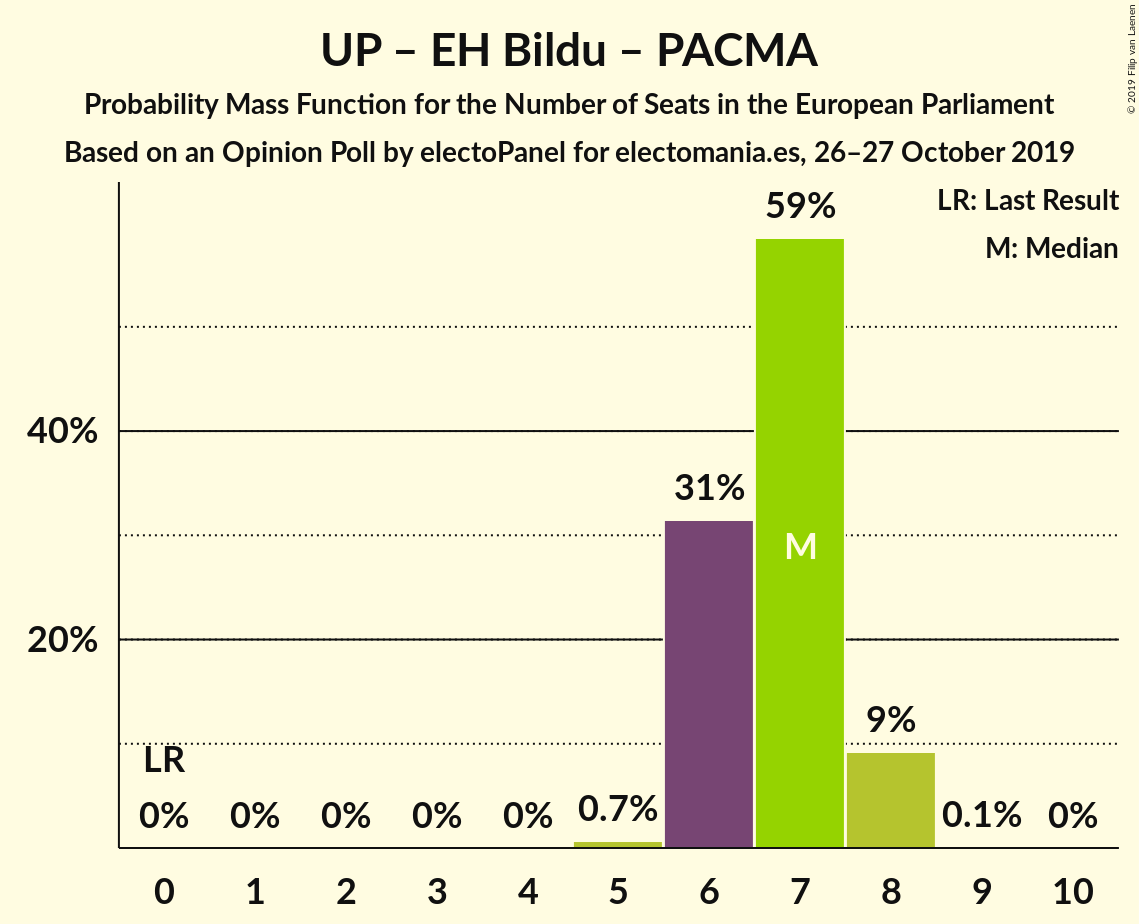 UP – EH Bildu – PACMA
Probability Mass Function for the Number of Seats in the European Parliament
Based on an Opinion Poll by electoPanel for electomania.es, 26–27 October 2019
© 2019 Filip van Laenen
LR: Last Result
M: Median
59%
40%
31%
M
20%
9%
LR
0%
0%
0%
0%
0%
0.7%
0.1%
0%
0 1 2 3 4 5 6 7 8 9 10